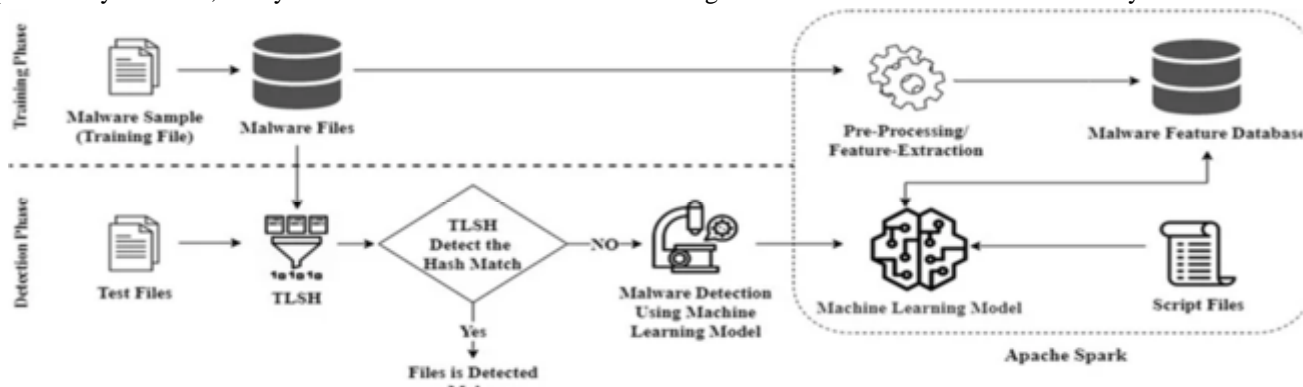 Training Phase
Malware Sample
(Training File)
Malware Files
Pre-Processing/
Feature-Extraction
Malware Feature Database
Detection Phase
Test Files
TLSH
TLSH
Detect the
Hash Match
NO
Yes
Files is Detected
Malware Detection
Using Machine
Learning Model
Machine Learning Model
Script Files
Apache Spark